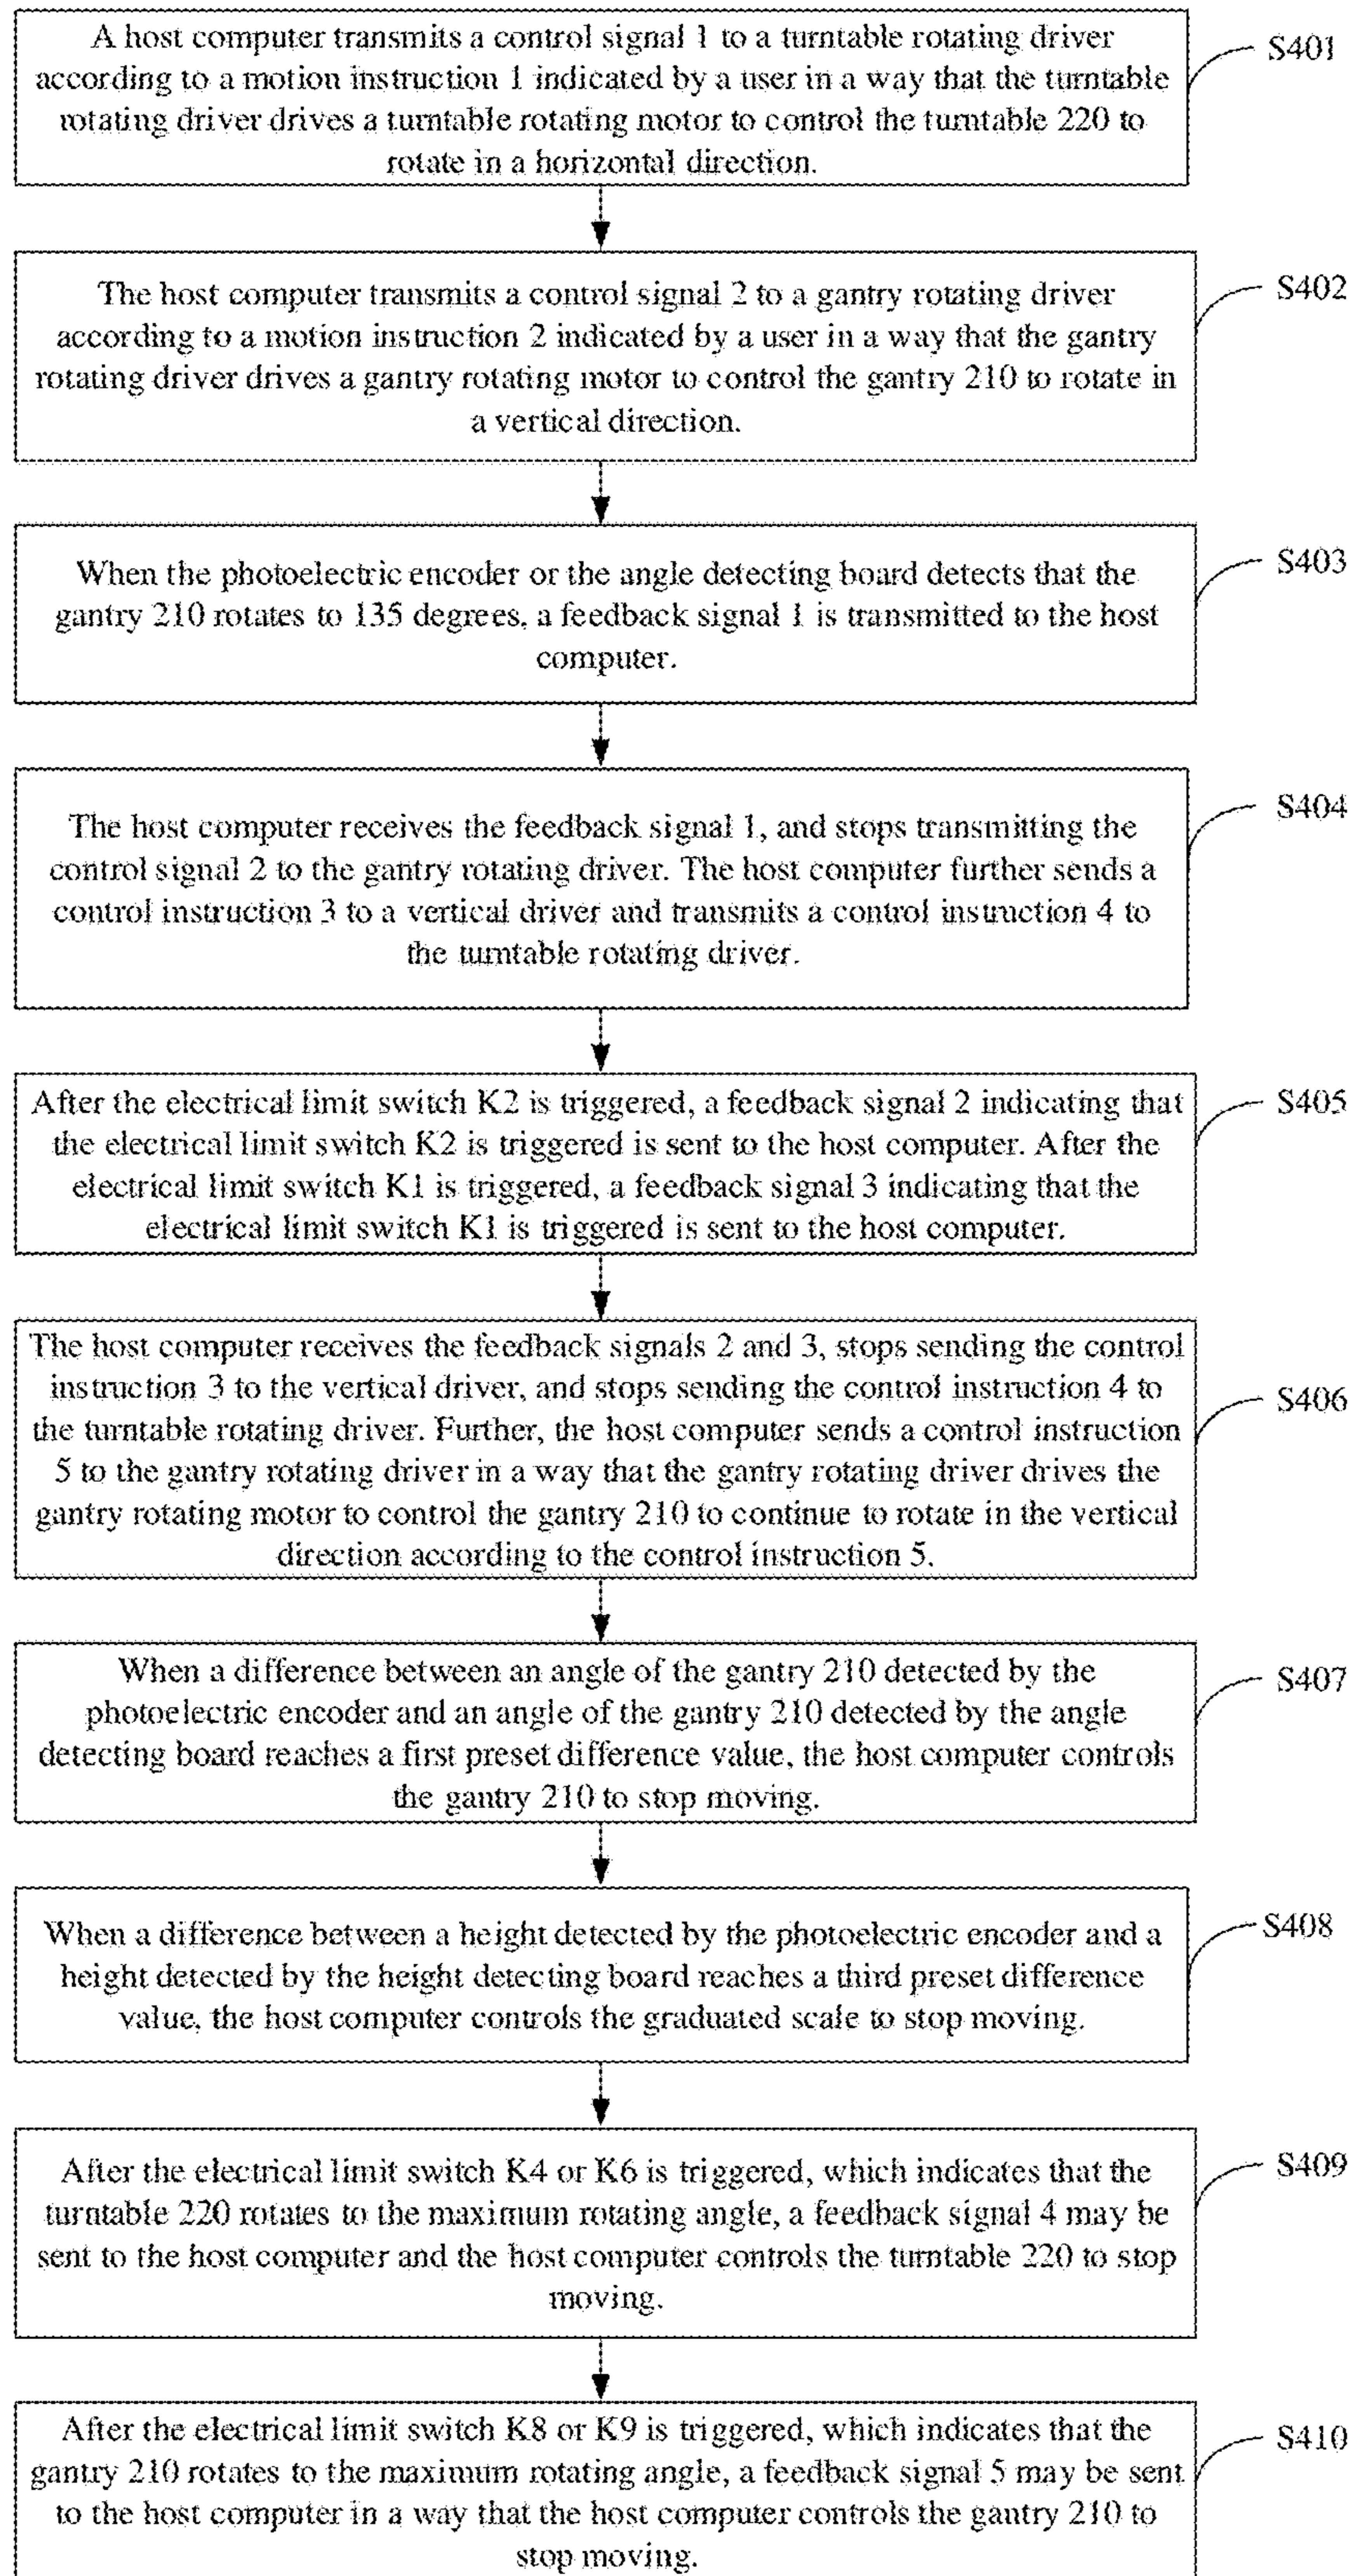 A host computer transmits a control signal 1 to a turntable rotating driver
according to a motion instruction 1 indicated by a user in a way that the turntable
rotating driver drives a turntable rotating motor to control the turntable 220 to
rotate in a horizontal direction.
S401
The host computer transmits a control signal 2 to a gantry rotating driver
according to a motion instruction 2 indicated by a user in a way that the gantry
rotating driver drives a gantry rotating motor to control the gantry 210 to rotate in
a vertical direction.
S402
When the photoelectric encoder or the angle detecting board detects that the
gantry 210 rotates to 135 degrees, a feedback signal 1 is transmitted to the host
computer.
S403
The host computer receives the feedback signal 1, and stops transmitting the
control signal 2 to the gantry rotating driver. The host computer further sends a
control instruction 3 to a vertical driver and transmits a control instruction 4 to
the turntable rotating driver.
S404
After the electrical limit switch K2 is triggered, a feedback signal 2 indicating that
the electrical limit switch K2 is triggered is sent to the host computer. After the
electrical limit switch K1 is triggered, a feedback signal 3 indicating that the
electrical limit switch K1 is triggered is sent to the host computer.
S405
The host computer receives the feedback signals 2 and 3, stops sending the control
instruction 3 to the vertical driver, and stops sending the control instruction 4 to
the turntable rotating driver. Further, the host computer sends a control instruction
5 to the gantry rotating driver in a way that the gantry rotating driver drives the
gantry rotating motor to control the gantry 210 to continue to rotate in the vertical
direction according to the control instruction 5.
S406
When a difference between an angle of the gantry 210 detected by the
photoelectric encoder and an angle of the gantry 210 detected by the angle
detecting board reaches a first preset difference value, the host computer controls
the gantry 210 to stop moving.
S407
When a difference between a height detected by the photoelectric encoder and a
height detected by the height detecting board reaches a third preset difference
value, the host computer controls the graduated scale to stop moving.
S408
After the electrical limit switch K4 or K6 is triggered, which indicates that the
turntable 220 rotates to the maximum rotating angle, a feedback signal 4 may be
sent to the host computer and the host computer controls the turntable 220 to stop
moving.
S409
After the electrical limit switch K8 or K9 is triggered, which indicates that the
gantry 210 rotates to the maximum rotating angle, a feedback signal 5 may be sent
to the host computer in a way that the host computer controls the gantry 210 to
stop moving.
S410